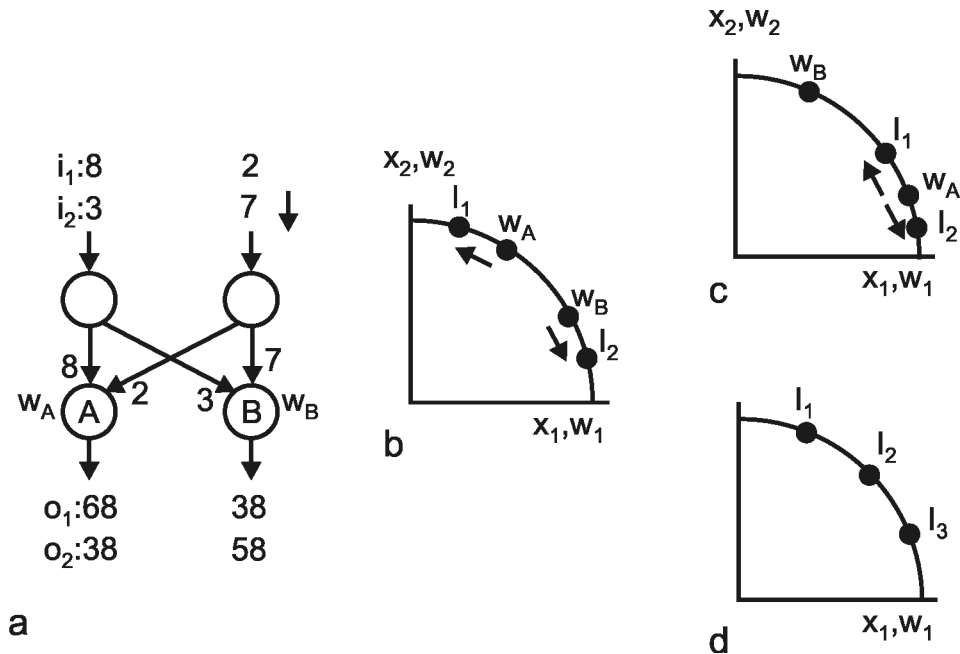 i1:8 2
i2:3 7
8 2 3 7
wA A B wB
o1:68 38
o2:38 58
a
x2,w2
I1
wA
wB
I2
x1,w1
b
x2,w2
wB
I1
wA
I2
x1,w1
c
I1
I2
I3
x1,w1
d